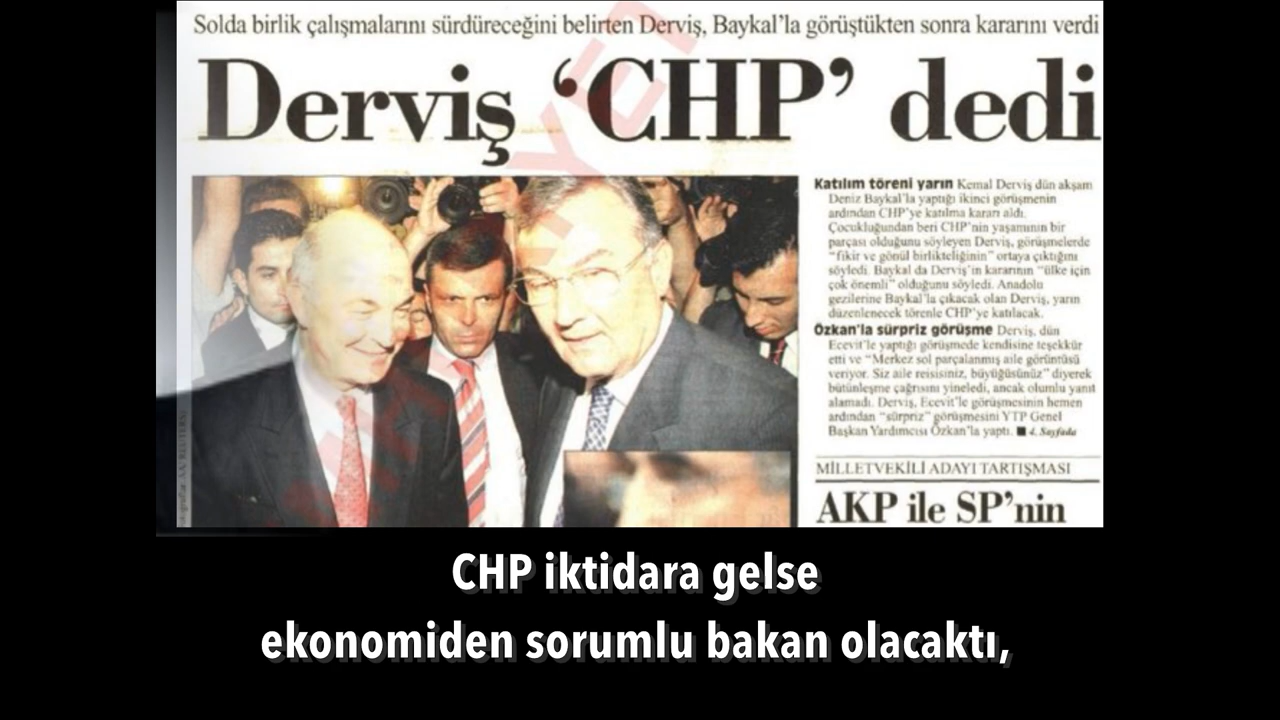 Solda birlik çalışmalarını sürdüreceğini belirten Derviş, Baykal'la görüştükten sonra kararını verdi
Derviş 'CHP' dedi
Katılım töreni yarın Kemal Derviş dün akşam
Deniz Baykal'la yaptığı ikinci görüşmenin
ardından CHP'ye katılma kararı aldı.
Çocukluğundan beri CHP'nin yaşamının bir
parçası olduğunu söyleyen Derviş, görüşmelerde
"fikir ve gönül birlikteliğinin" ortaya çıktığını
söyledi. Baykal da Derviş'in kararının "ülke için
çok önemli" olduğunu söyledi. Anadolu
gezilerine Baykal'la çıkacak olan Derviş, yarın
düzenlenecek törenle CHP'ye katılacak.
Özkan'la sürpriz görüşme Derviş, dün
Ecevit'le yaptığı görüşmede kendisine teşekkür
etti ve "Merkez sol parçalanmış aile görüntüsü
veriyor. Siz aile reisisiniz, büyüğüsünüz" diyerek
bütünleşme çağrısını yineledi, ancak olumlu yanıt
alamadı. Derviş, Ecevit'le görüşmesinin hemen
ardından "sürpriz" görüşmesini YTP Genel
Başkan Yardımcısı Özkan'la yaptı. ■ 4. Sayfada
MİLLETVEKİLİ ADAYI TARTIŞMASI
AKP ile SP'nin
CHP iktidara gelse
ekonomiden sorumlu bakan olacaktı,